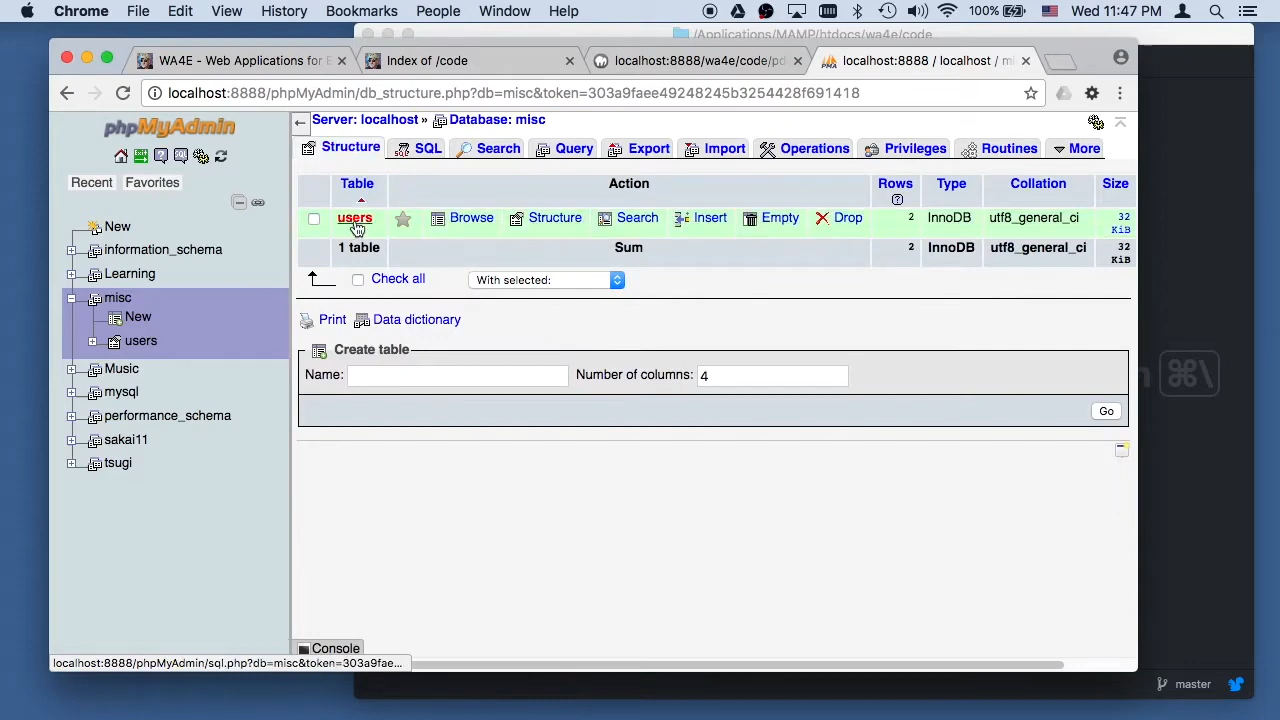 Chrome File Edit View History Bookmarks People Window Help 100% Wed 11:47 PM
/Applications/MAMP/htdocs/wa4e/code
WA4E - Web Applications for E Index of /code localhost:8888/wa4e/code/pd localhost:8888 / localhost / mi
localhost:8888/phpMyAdmin/db_structure.php?db=misc&token=303a9faee49248245b3254428f691418
phpMyAdmin
Recent Favorites
New
information_schema
Learning
misc
New
users
Music
mysql
performance_schema
sakai11
tsugi
Server: localhost » Database: misc
Structure SQL Search Query Export Import Operations Privileges Routines More
Table Action Rows Type Collation Size
users Browse Structure Search Insert Empty Drop 2 InnoDB utf8_general_ci 32 KiB
1 table Sum 2 InnoDB utf8_general_ci 32 KiB
Check all With selected:
Print Data dictionary
Create table
Name: Number of columns: 4
Go
Console
localhost:8888/phpMyAdmin/sql.php?db=misc&token=303a9fae...
n ⌘\
master